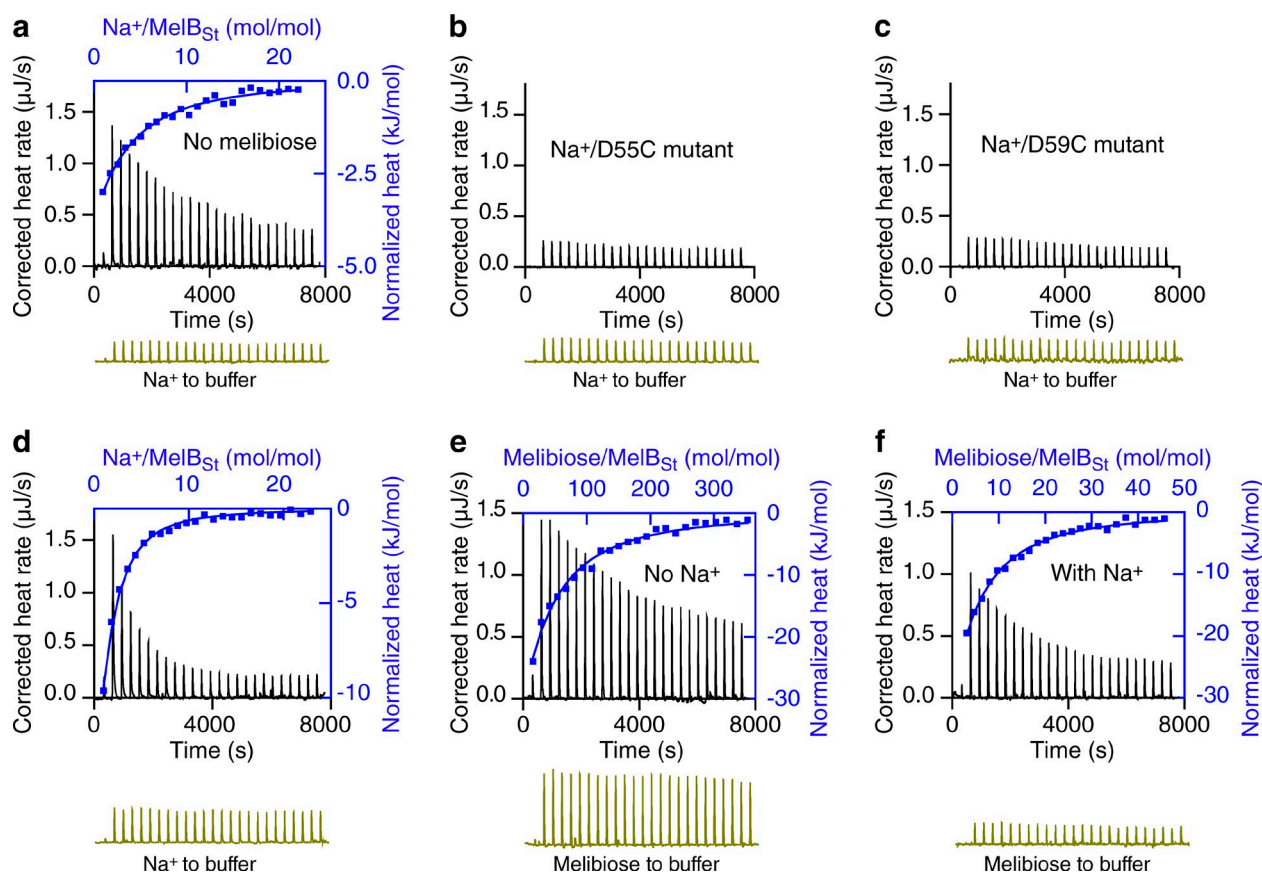 a
Na⁺/MelB_St (mol/mol)
0 10 20
Corrected heat rate (µJ/s)
1.5
1.0
0.5
0.0
No melibiose
0.0
-2.5
-5.0
Normalized heat (kJ/mol)
0 4000 8000
Time (s)
Na⁺ to buffer
b
Corrected heat rate (µJ/s)
1.5
1.0
0.5
0.0
Na⁺/D55C mutant
0 4000 8000
Time (s)
Na⁺ to buffer
c
Corrected heat rate (µJ/s)
1.5
1.0
0.5
0.0
Na⁺/D59C mutant
0 4000 8000
Time (s)
Na⁺ to buffer
d
Na⁺/MelB_St (mol/mol)
0 10 20
Corrected heat rate (µJ/s)
1.5
1.0
0.5
0.0
0
-5
-10
Normalized heat (kJ/mol)
0 4000 8000
Time (s)
Na⁺ to buffer
e
Melibiose/MelB_St (mol/mol)
0 100 200 300
Corrected heat rate (µJ/s)
1.5
1.0
0.5
0.0
No Na⁺
0
-10
-20
-30
Normalized heat (kJ/mol)
0 4000 8000
Time (s)
Melibiose to buffer
f
Melibiose/MelB_St (mol/mol)
0 10 20 30 40 50
Corrected heat rate (µJ/s)
1.5
1.0
0.5
0.0
With Na⁺
0
-10
-20
-30
Normalized heat (kJ/mol)
0 4000 8000
Time (s)
Melibiose to buffer